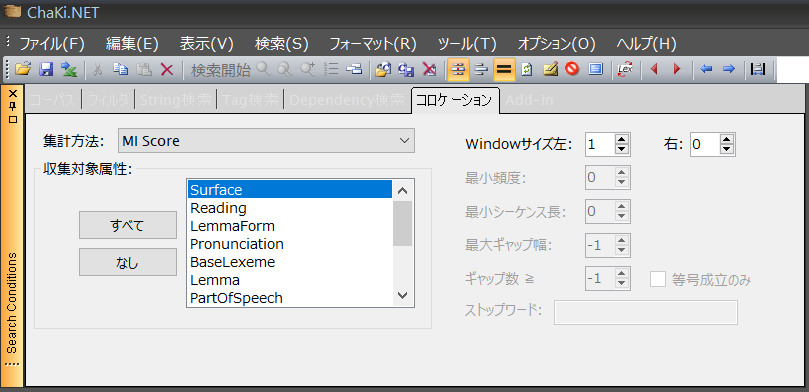 ChaKi.NET
ファイル(F) 編集(E) 表示(V) 検索(S) フォーマット(R) ツール(T) オプション(O) ヘルプ(H)
検索開始 Lex
コーパス フィルタ String検索 Tag検索 Dependency検索 コロケーション Add-in
集計方法: MI Score
Windowサイズ左: 1 右: 0
収集対象属性:
最小頻度: 0
Surface
Reading
最小シーケンス長: 0
すべて
LemmaForm
Pronunciation
最大ギャップ幅: -1
なし
BaseLexeme
Lemma
ギャップ数 ≧ -1 等号成立のみ
PartOfSpeech
ストップワード:
Search Conditions